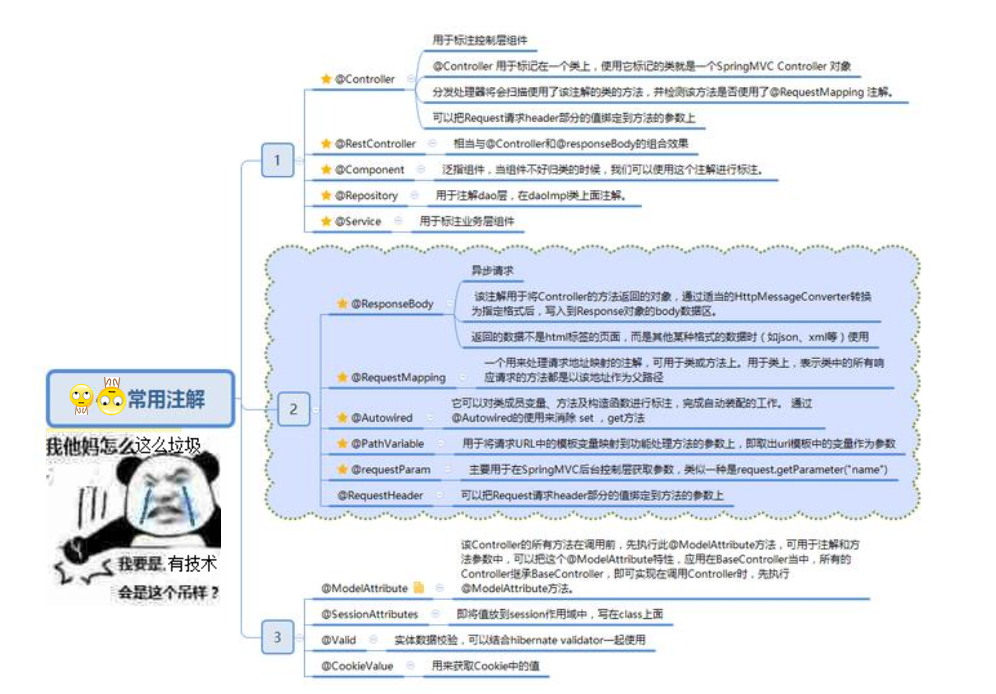 用于标注控制层组件
@Controller
@Controller 用于标记在一个类上，使用它标记的类就是一个SpringMVC Controller 对象
分发处理器将会扫描使用了该注解的类的方法，并检测该方法是否使用了@RequestMapping 注解。
可以把Request请求header部分的值绑定到方法的参数上
1
@RestController
相当与@Controller和@responseBody的组合效果
@Component
泛指组件，当组件不好归类的时候，我们可以使用这个注解进行标注。
@Repository
用于注解dao层，在daoImpl类上面注解。
@Service
用于标注业务层组件
异步请求
@ResponseBody
该注解用于将Controller的方法返回的对象，通过适当的HttpMessageConverter转换
为指定格式后，写入到Response对象的body数据区。
返回的数据不是html标签的页面，而是其他某种格式的数据时（如json、xml等）使用
@RequestMapping
一个用来处理请求地址映射的注解，可用于类或方法上。用于类上，表示类中的所有响
应请求的方法都是以该地址作为父路径
常用注解
2
@Autowired
它可以对类成员变量、方法及构造函数进行标注，完成自动装配的工作。 通过
@Autowired的使用来消除 set ，get方法
@PathVariable
用于将请求URL中的模板变量映射到功能处理方法的参数上，即取出uri模板中的变量作为参数
@requestParam
主要用于在SpringMVC后台控制层获取参数，类似一种是request.getParameter("name")
@RequestHeader
可以把Request请求header部分的值绑定到方法的参数上
我他妈怎么这么垃圾
我要是.有技术
会是这个吊样？
@ModelAttribute
该Controller的所有方法在调用前，先执行此@ModelAttribute方法，可用于注解和方
法参数中，可以把这个@ModelAttribute特性，应用在BaseController当中，所有的
Controller继承BaseController，即可实现在调用Controller时，先执行
@ModelAttribute方法。
@SessionAttributes
即将值放到session作用域中，写在class上面
3
@Valid
实体数据校验，可以结合hibernate validator一起使用
@CookieValue
用来获取Cookie中的值